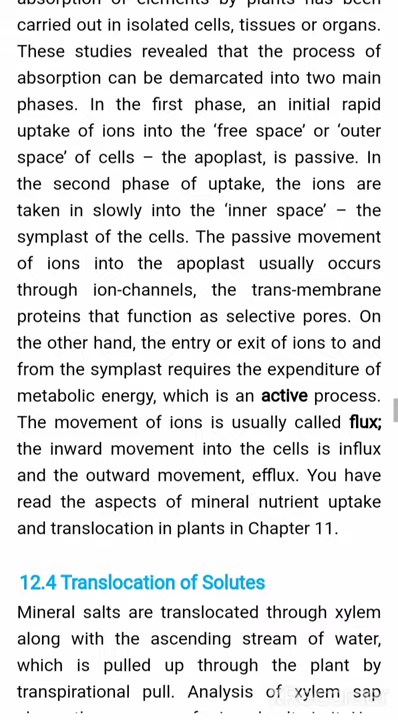 absorption of elements by plants has been
carried out in isolated cells, tissues or organs.
These studies revealed that the process of
absorption can be demarcated into two main
phases. In the first phase, an initial rapid
uptake of ions into the ‘free space’ or ‘outer
space’ of cells – the apoplast, is passive. In
the second phase of uptake, the ions are
taken in slowly into the ‘inner space’ – the
symplast of the cells. The passive movement
of ions into the apoplast usually occurs
through ion-channels, the trans-membrane
proteins that function as selective pores. On
the other hand, the entry or exit of ions to and
from the symplast requires the expenditure of
metabolic energy, which is an active process.
The movement of ions is usually called flux;
the inward movement into the cells is influx
and the outward movement, efflux. You have
read the aspects of mineral nutrient uptake
and translocation in plants in Chapter 11.
12.4 Translocation of Solutes
Mineral salts are translocated through xylem
along with the ascending stream of water,
which is pulled up through the plant by
transpirational pull. Analysis of xylem sap